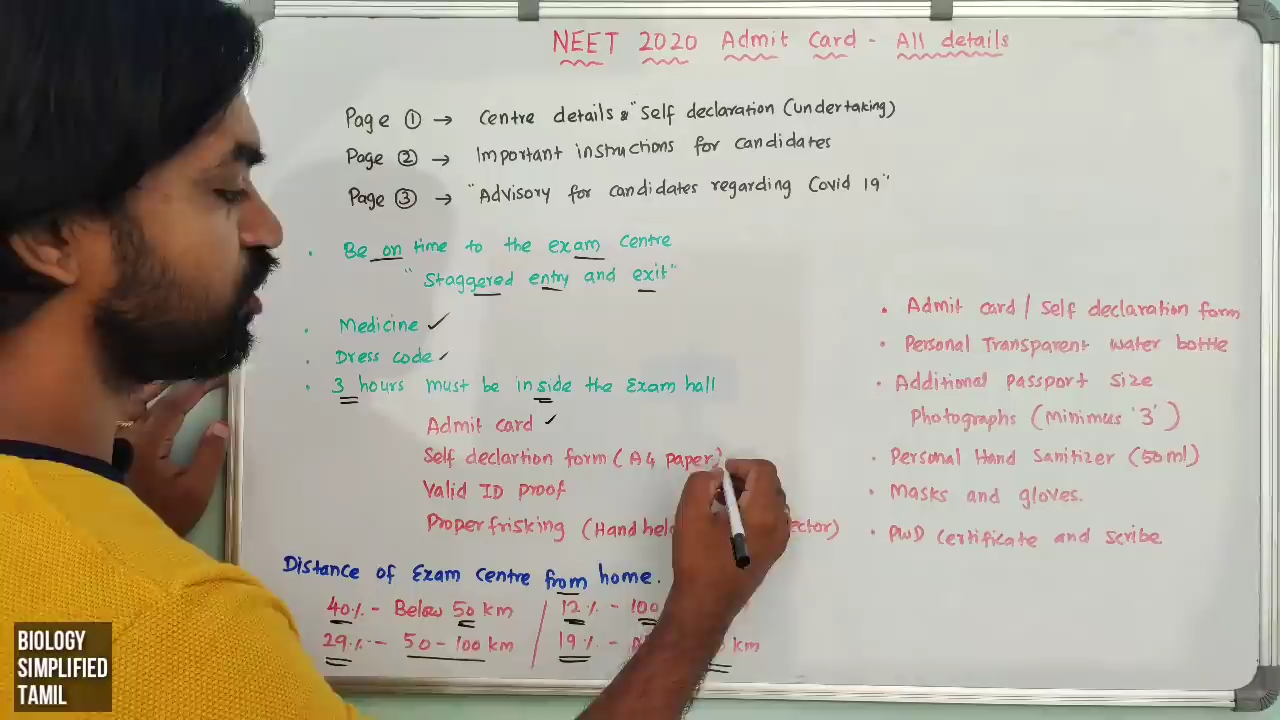 NEET 2020 Admit Card - All details
Page ① → Centre details & "Self declaration (undertaking)
Page ② → Important instructions for candidates
Page ③ → "Advisory for candidates regarding Covid 19"
• Be on time to the exam centre
"Staggered entry and exit"
• Medicine ✓
• Dress code ✓
• 3 hours must be inside the Exam hall
Admit card ✓
Self declartion form (A4 paper)
Valid ID proof
Proper frisking (Hand
Distance of Exam Centre from home.
40% - Below 50 km / 12% - 100
29% - 50 - 100 km / 19% - km
• Admit card / Self declaration form
• Personal Transparent water bottle
• Additional passport size
Photographs (minimus '3')
• Personal Hand Sanitizer (50ml)
• Masks and gloves.
• PWD certificate and scribe
BIOLOGY
SIMPLIFIED
TAMIL